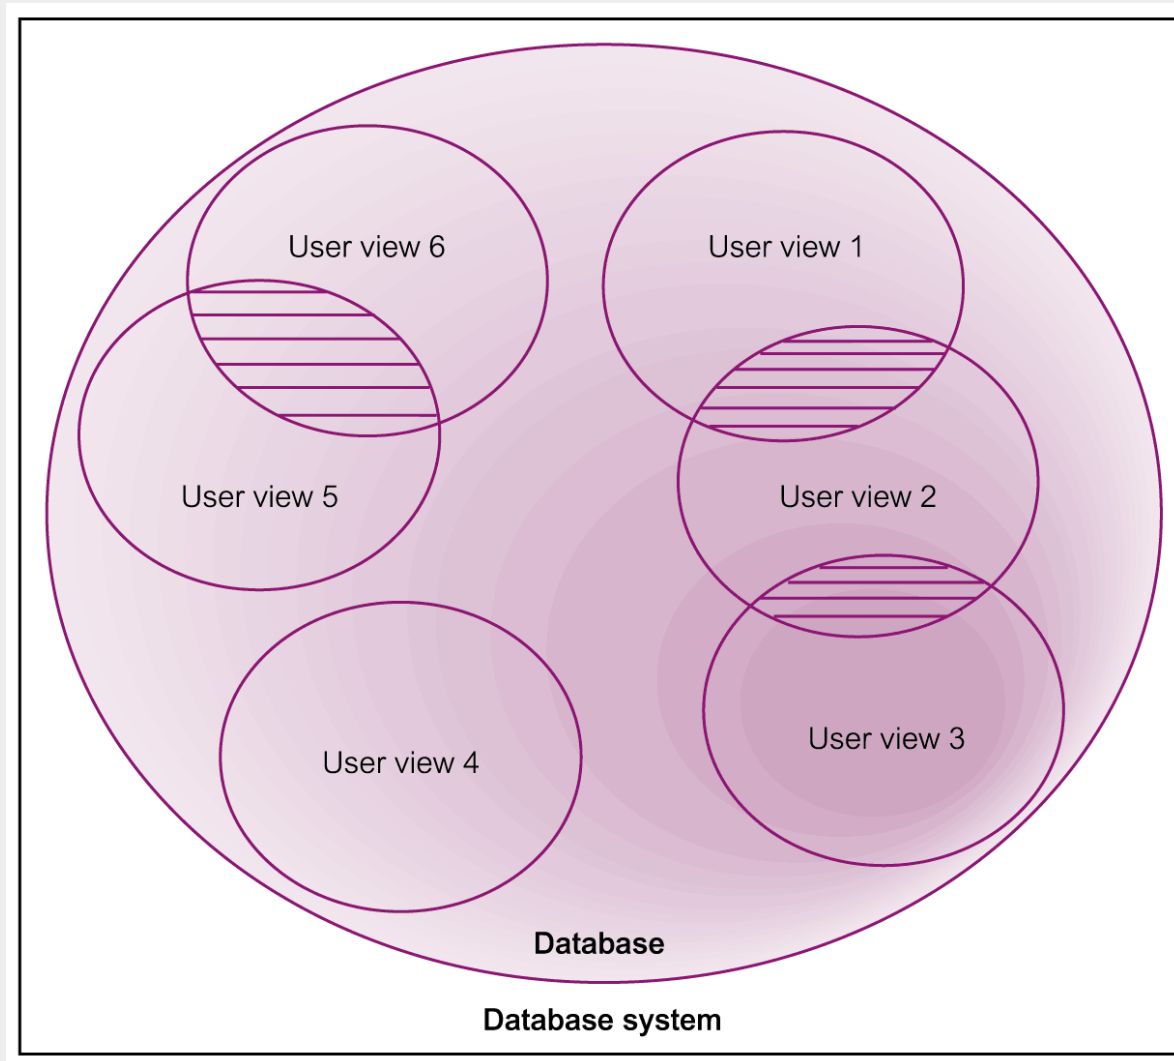 User view 6
User view 1
User view 5
User view 2
User view 4
User view 3
Database
Database system